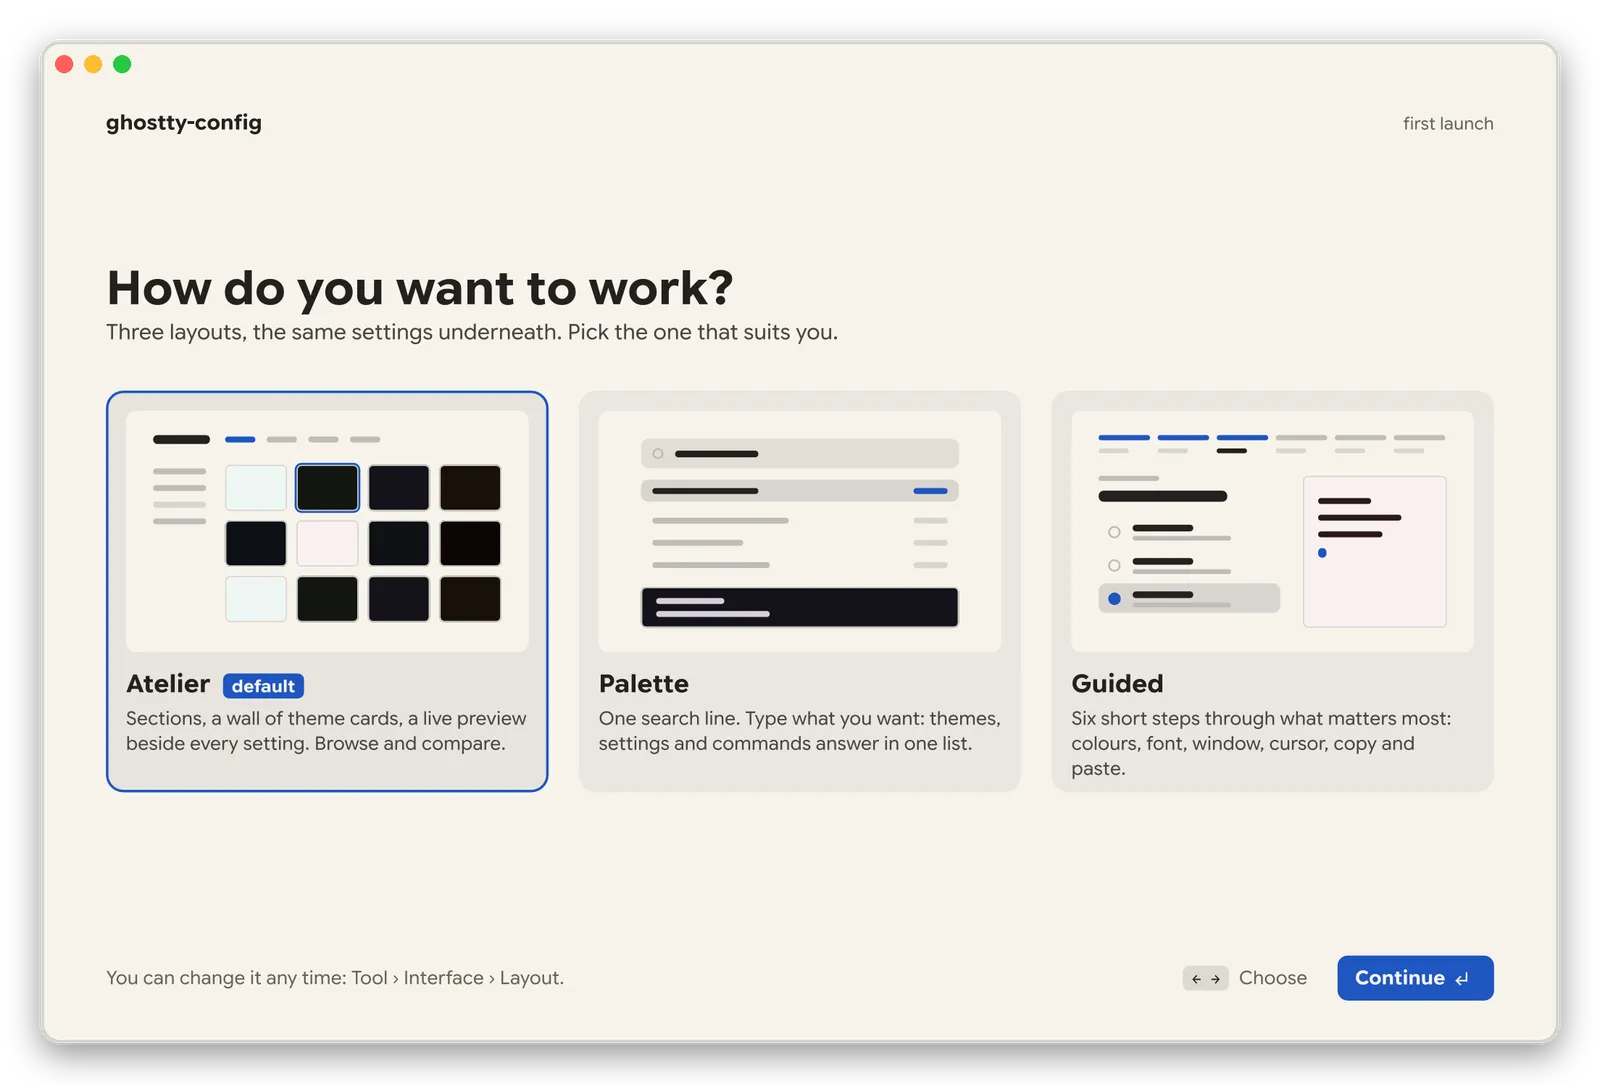 ghostty-config
first launch
How do you want to work?
Three layouts, the same settings underneath. Pick the one that suits you.
Atelier default
Sections, a wall of theme cards, a live preview
beside every setting. Browse and compare.
Palette
One search line. Type what you want: themes,
settings and commands answer in one list.
Guided
Six short steps through what matters most:
colours, font, window, cursor, copy and
paste.
You can change it any time: Tool › Interface › Layout.
← → Choose
Continue ↵